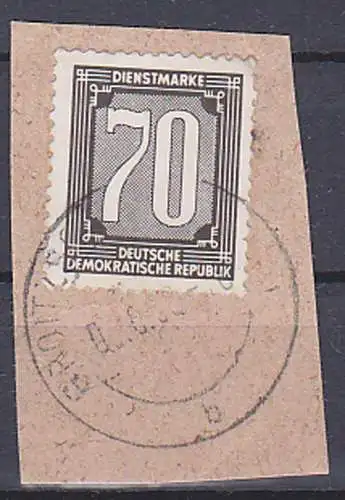 DIENSTMARKE
70
DEUTSCHE
DEMOKRATISCHE REPUBLIK
b